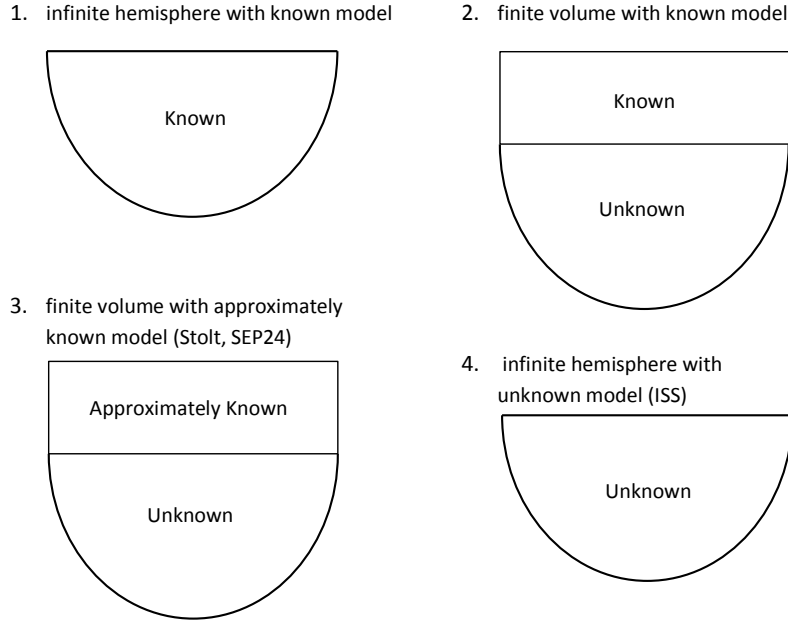 1. infinite hemisphere with known model
Known
2. finite volume with known model
Known
Unknown
3. finite volume with approximately
known model (Stolt, SEP24)
Approximately Known
Unknown
4. infinite hemisphere with
unknown model (ISS)
Unknown